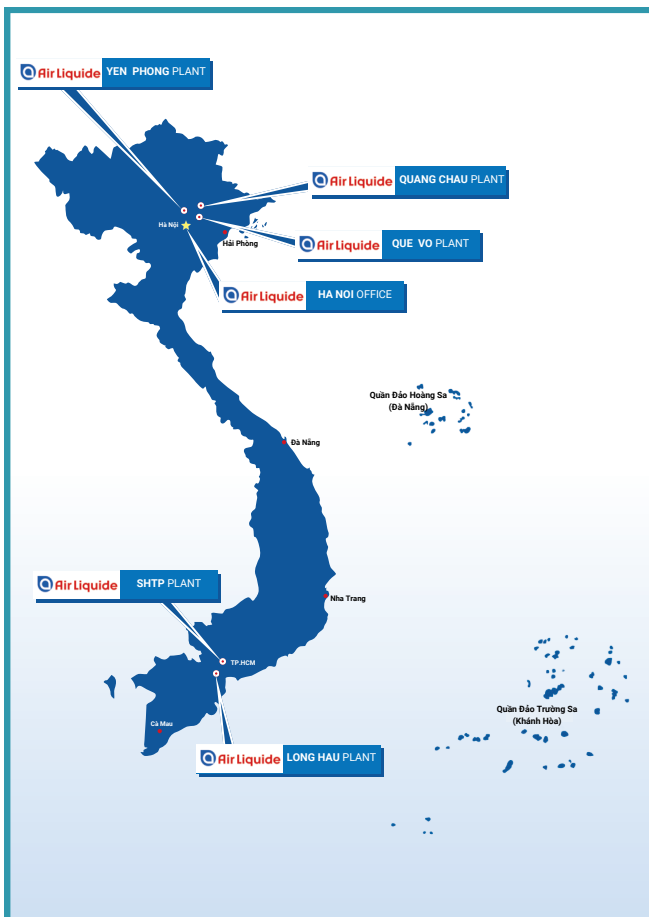 Air Liquide YEN PHONG PLANT
Air Liquide QUANG CHAU PLANT
Hà Nội
Hải Phòng
Air Liquide QUE VO PLANT
Air Liquide HA NOI OFFICE
Quần Đảo Hoàng Sa
(Đà Nẵng)
Đà Nẵng
Air Liquide SHTP PLANT
Nha Trang
TP.HCM
Quần Đảo Trường Sa
(Khánh Hòa)
Cà Mau
Air Liquide LONG HAU PLANT